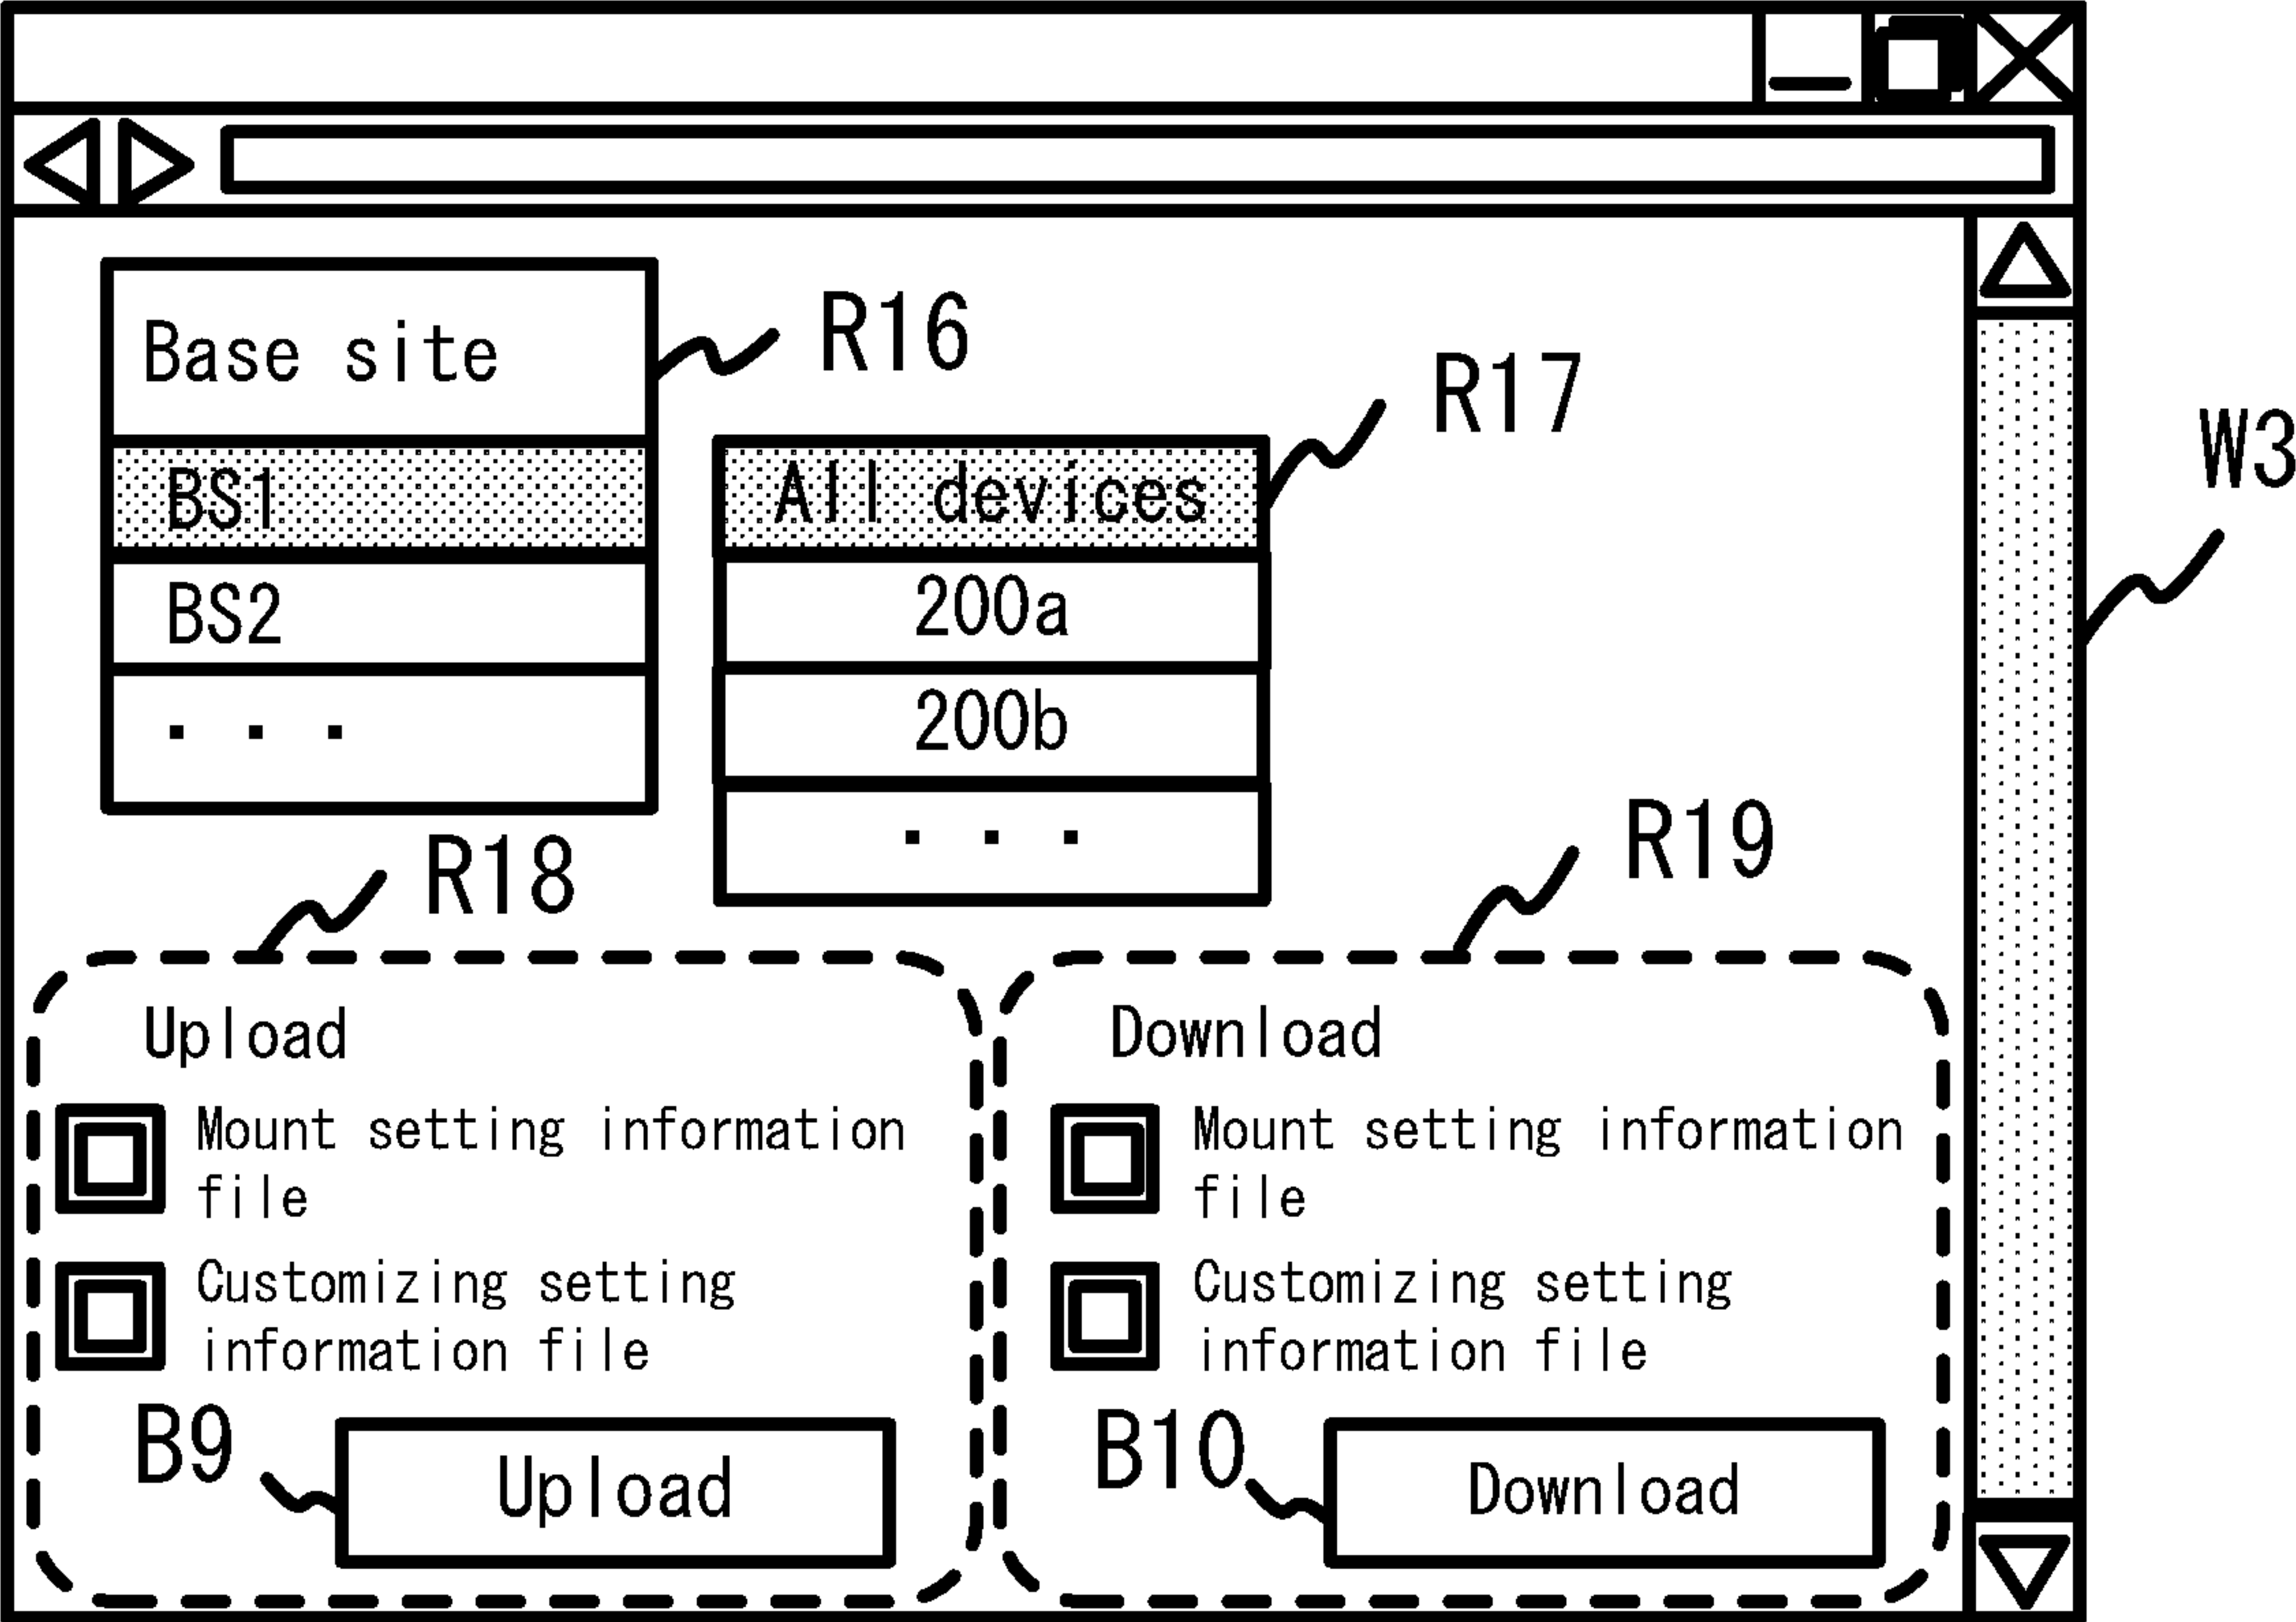 Base site
R16
R17
W3
BS1
All devices
BS2
200a
. . .
200b
. . .
R18
R19
Upload
Mount setting information
file
Customizing setting
information file
B9
Upload
Download
Mount setting information
file
Customizing setting
information file
B10
Download